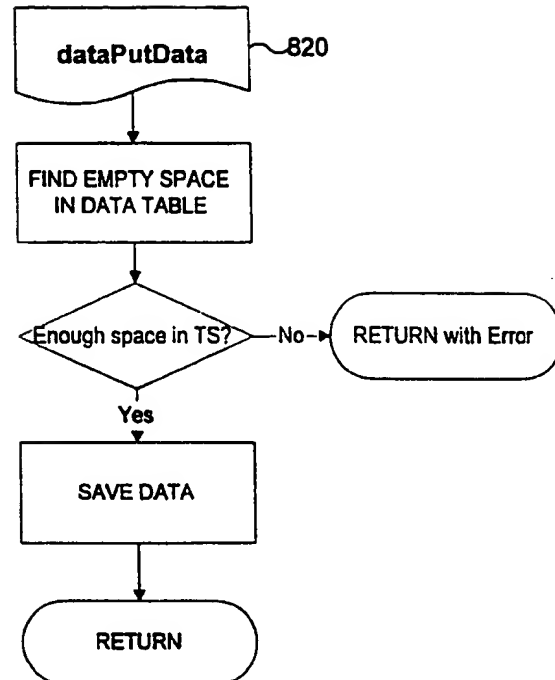 dataPutData
820
FIND EMPTY SPACE
IN DATA TABLE
Enough space in TS?
No
RETURN with Error
Yes
SAVE DATA
RETURN